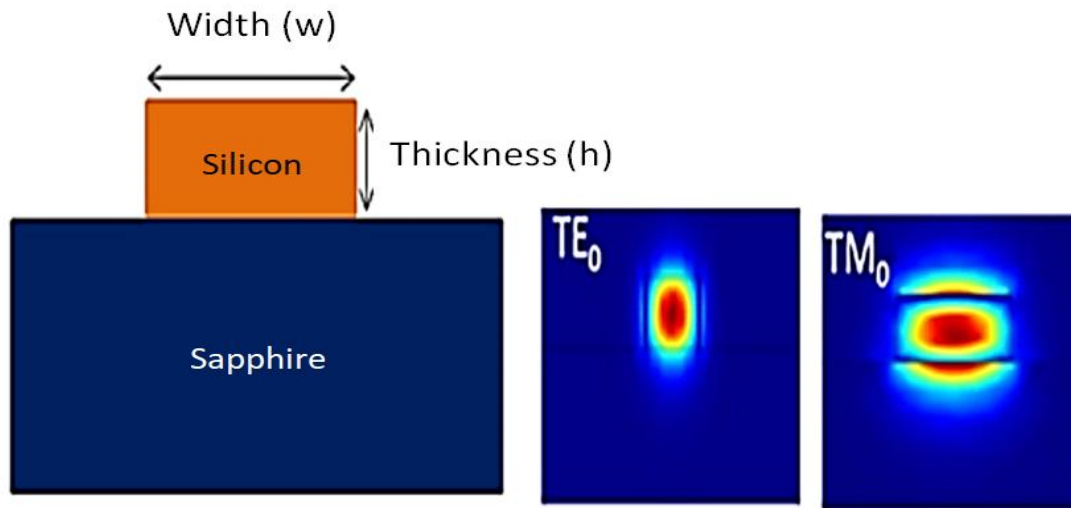 Width (w)
Silicon
Thickness (h)
Sapphire
TE₀
TM₀